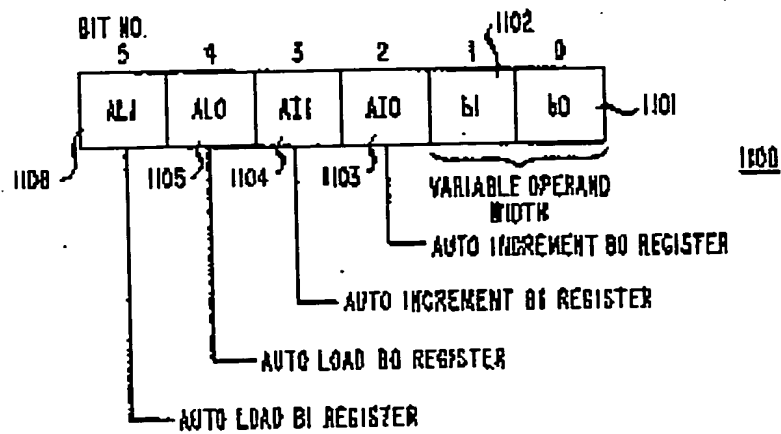 BIT NO.
5 4 3 2 1 0
1102
AL1 AL0 AI1 AI0 b1 b0
1101
1106 1105 1104 1103
1100
VARIABLE OPERAND
WIDTH
AUTO INCREMENT B0 REGISTER
AUTO INCREMENT B1 REGISTER
AUTO LOAD B0 REGISTER
AUTO LOAD B1 REGISTER